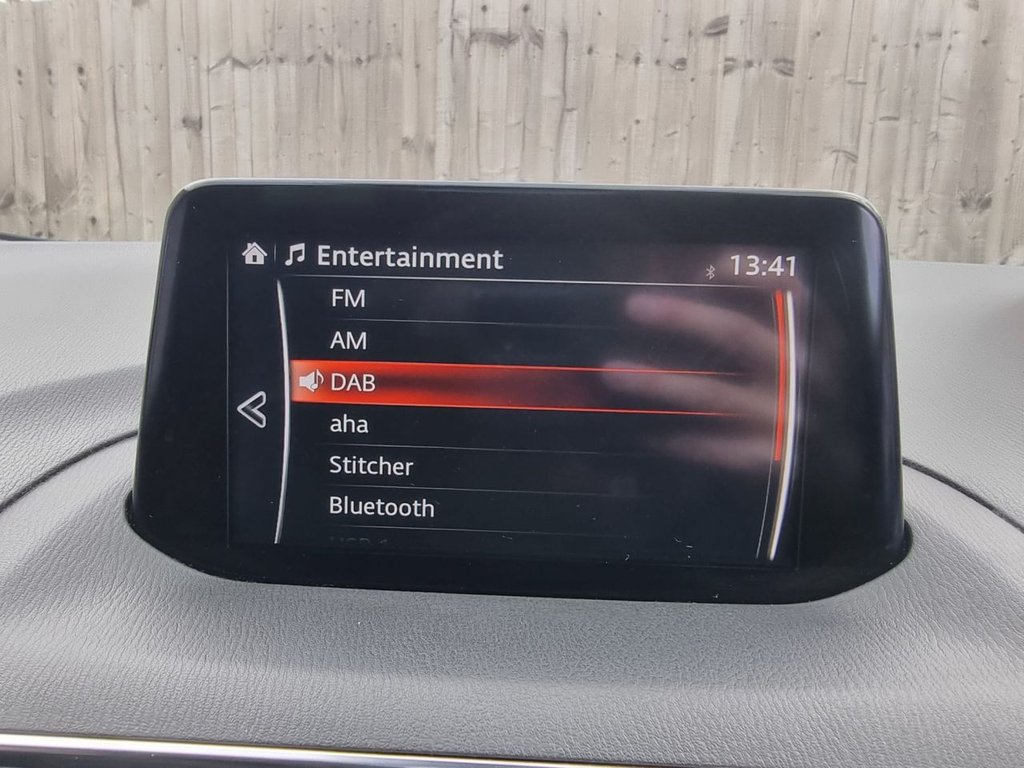 Entertainment 13:41
FM
AM
DAB
aha
Stitcher
Bluetooth